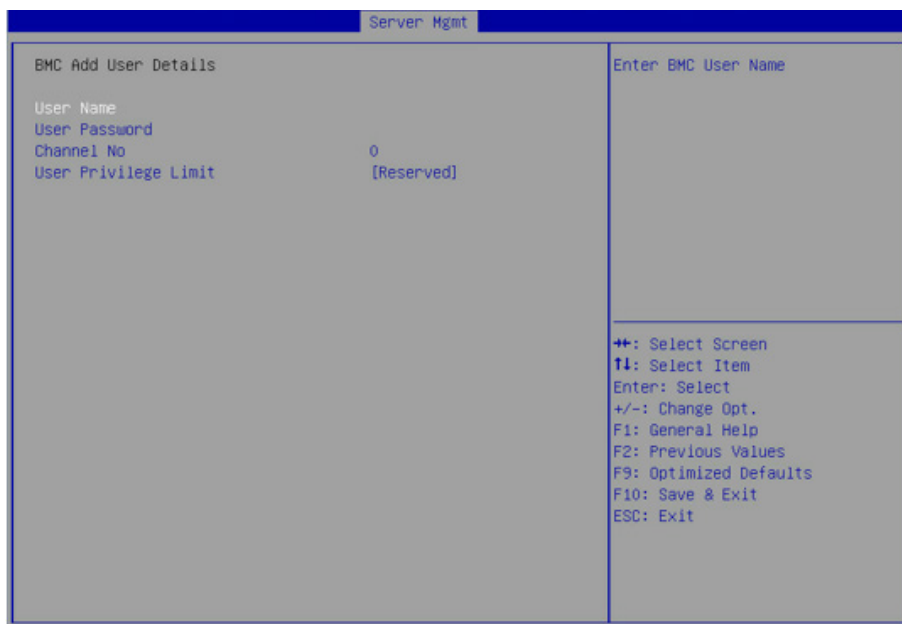 Server Mgmt
BMC Add User Details
User Name
User Password
Channel No 0
User Privilege Limit [Reserved]
Enter BMC User Name
→←: Select Screen
↑↓: Select Item
Enter: Select
+/-: Change Opt.
F1: General Help
F2: Previous Values
F9: Optimized Defaults
F10: Save & Exit
ESC: Exit